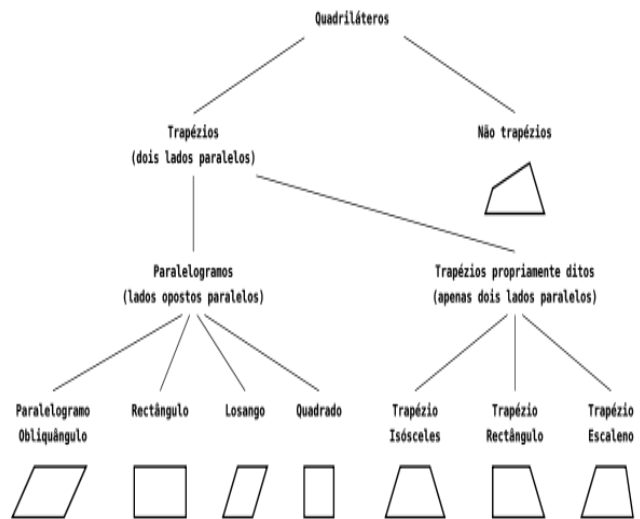 Quadriláteros
Trapézios
(dois lados paralelos)
Não trapézios
Paralelogramos
(lados opostos paralelos)
Trapézios propriamente ditos
(apenas dois lados paralelos)
Paralelogramo
Obliquângulo
Rectângulo
Losango
Quadrado
Trapézio
Isósceles
Trapézio
Rectângulo
Trapézio
Escaleno